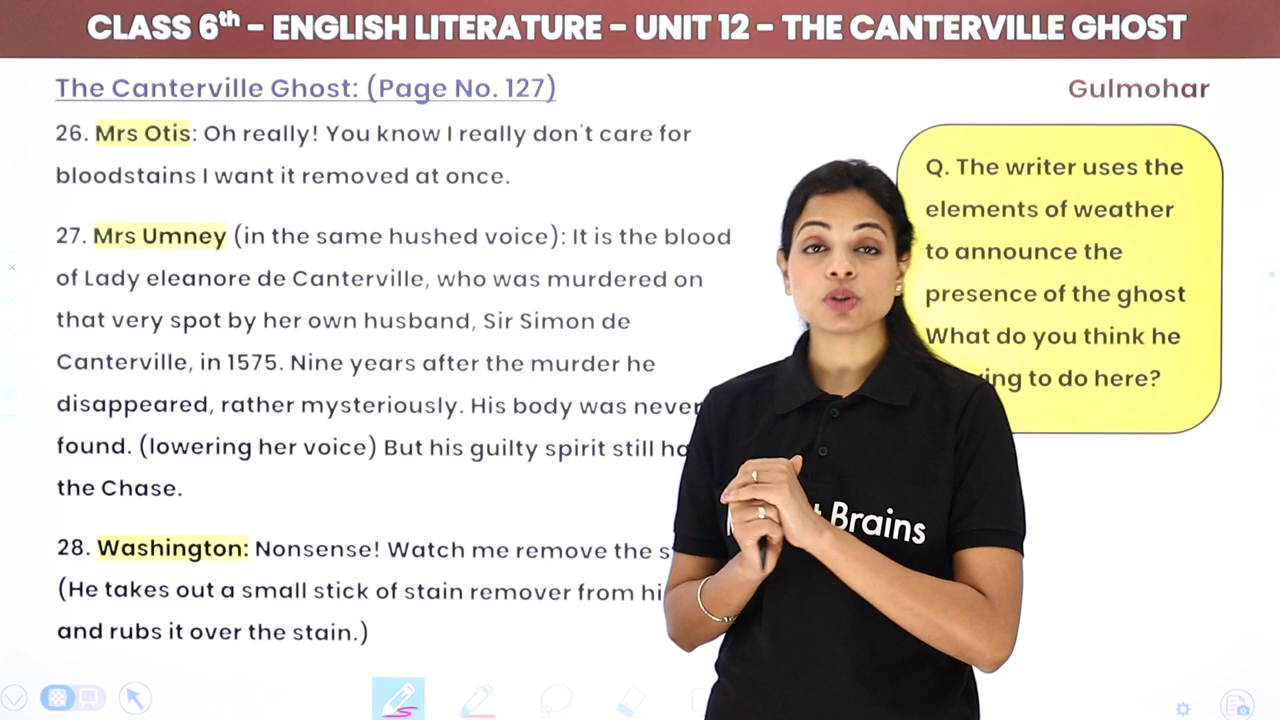 CLASS 6th - ENGLISH LITERATURE - UNIT 12 - THE CANTERVILLE GHOST
The Canterville Ghost: (Page No. 127)
Gulmohar
26. Mrs Otis: Oh really! You know I really don't care for
bloodstains I want it removed at once.
27. Mrs Umney (in the same hushed voice): It is the blood
of Lady eleanore de Canterville, who was murdered on
that very spot by her own husband, Sir Simon de
Canterville, in 1575. Nine years after the murder he
disappeared, rather mysteriously. His body was never
found. (lowering her voice) But his guilty spirit still
the Chase.
28. Washington: Nonsense! Watch me remove the
(He takes out a small stick of stain remover from
and rubs it over the stain.)
Q. The writer uses the
elements of weather
to announce the
presence of the ghost
What do you think he
to do here?
Brains